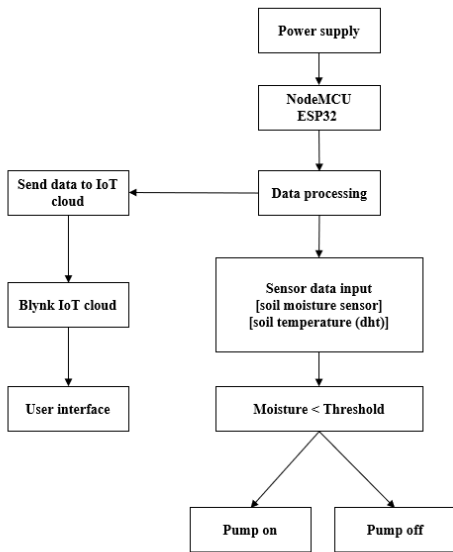 Power supply
NodeMCU
ESP32
Send data to IoT
cloud
Data processing
Blynk IoT cloud
Sensor data input
[soil moisture sensor]
[soil temperature (dht)]
User interface
Moisture < Threshold
Pump on
Pump off